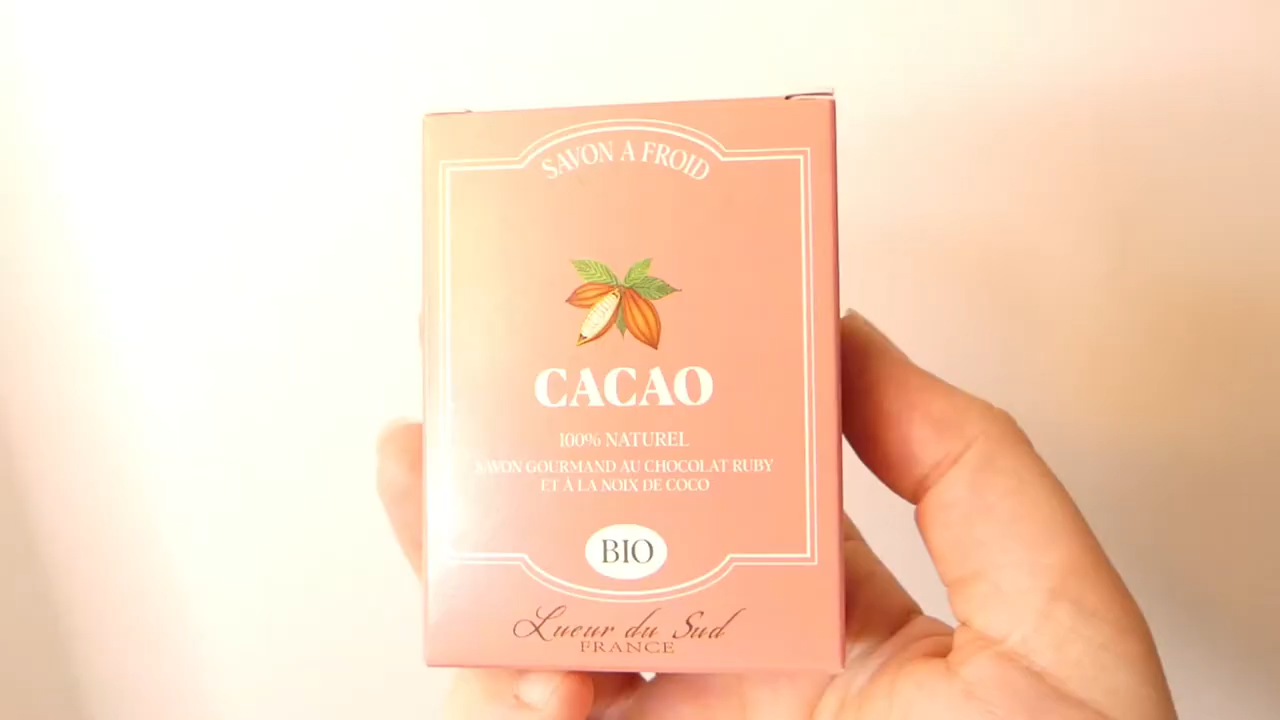 SAVON A FROID
CACAO
100% NATUREL
SAVON GOURMAND AU CHOCOLAT RUBY
ET À LA NOIX DE COCO
BIO
Lueur du Sud
FRANCE